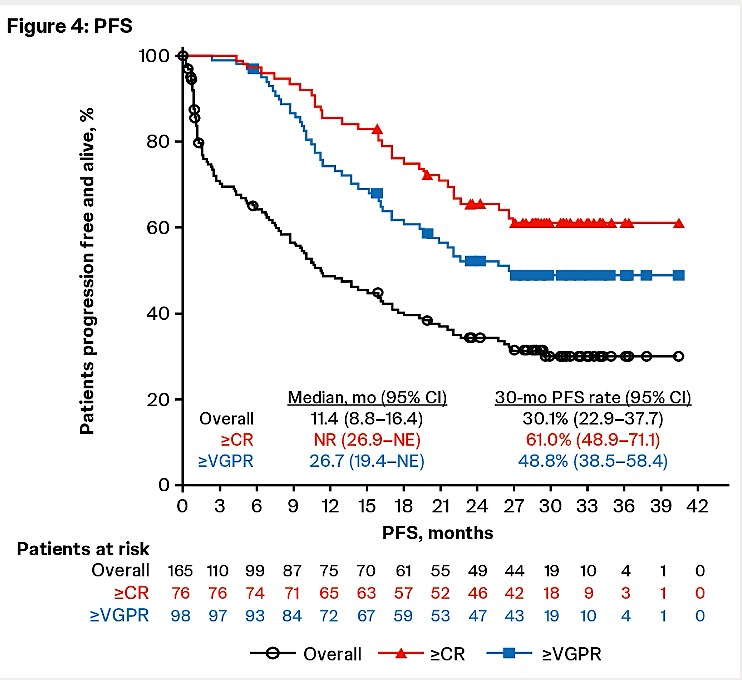 Figure 4: PFS
Patients progression free and alive, %
100
80
60
40
20
0
Median, mo (95% CI) 30-mo PFS rate (95% CI)
Overall 11.4 (8.8–16.4) 30.1% (22.9–37.7)
≥CR NR (26.9–NE) 61.0% (48.9–71.1)
≥VGPR 26.7 (19.4–NE) 48.8% (38.5–58.4)
0 3 6 9 12 15 18 21 24 27 30 33 36 39 42
PFS, months
Patients at risk
Overall 165 110 99 87 75 70 61 55 49 44 19 10 4 1 0
≥CR 76 76 74 71 65 63 57 52 46 42 18 9 3 1 0
≥VGPR 98 97 93 84 72 67 59 53 47 43 19 10 4 1 0
Overall ≥CR ≥VGPR